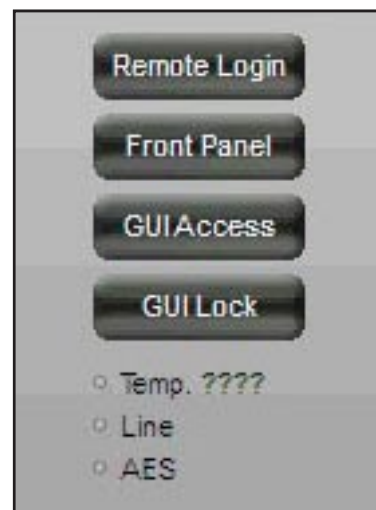 Remote Login
Front Panel
GUI Access
GUI Lock
Temp. ????
Line
AES